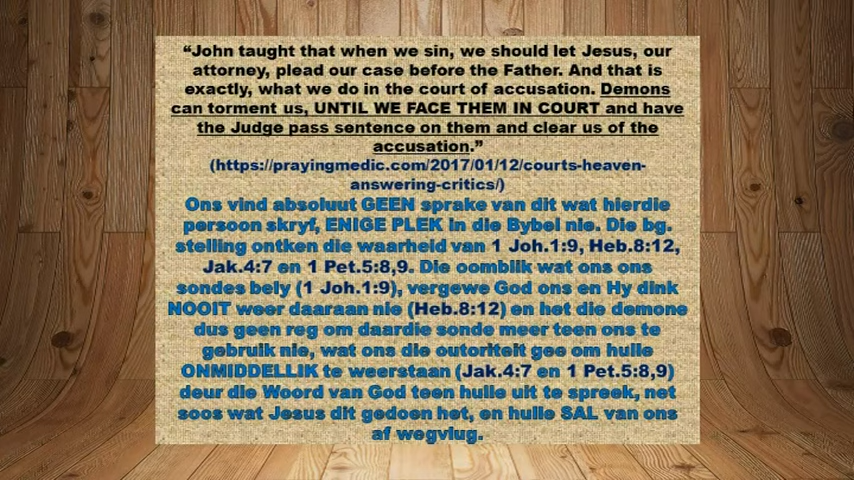 “John taught that when we sin, we should let Jesus, our
attorney, plead our case before the Father. And that is
exactly, what we do in the court of accusation. Demons
can torment us, UNTIL WE FACE THEM IN COURT and have
the Judge pass sentence on them and clear us of the
accusation.”
(https://prayingmedic.com/2017/01/12/courts-heaven-
answering-critics/)
Ons vind absoluut GEEN sprake van dit wat hierdie
persoon skryf, ENIGE PLEK in die Bybel nie. Die bg.
stelling ontken die waarheid van 1 Joh.1:9, Heb.8:12,
Jak.4:7 en 1 Pet.5:8,9. Die oomblik wat ons ons
sondes bely (1 Joh.1:9), vergewe God ons en Hy dink
NOOIT weer daaraan nie (Heb.8:12) en het die demone
dus geen reg om daardie sonde meer teen ons te
gebruik nie, wat ons die outoriteit gee om hulle
ONMIDDELLIK te weerstaan (Jak.4:7 en 1 Pet.5:8,9)
deur die Woord van God teen hulle uit te spreek, net
soos wat Jesus dit gedoen het, en hulle SAL van ons
af wegvlug.